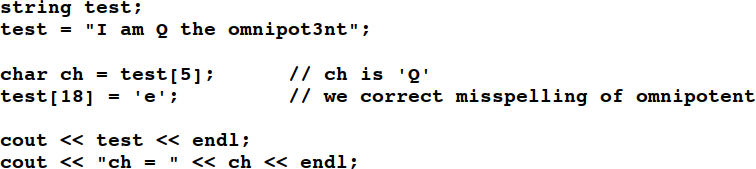 string test;
test = "I am Q the omnipot3nt";
char ch = test[5];      // ch is 'Q'
test[18] = 'e';         // we correct misspelling of omnipotent
cout << test << endl;
cout << "ch = " << ch << endl;